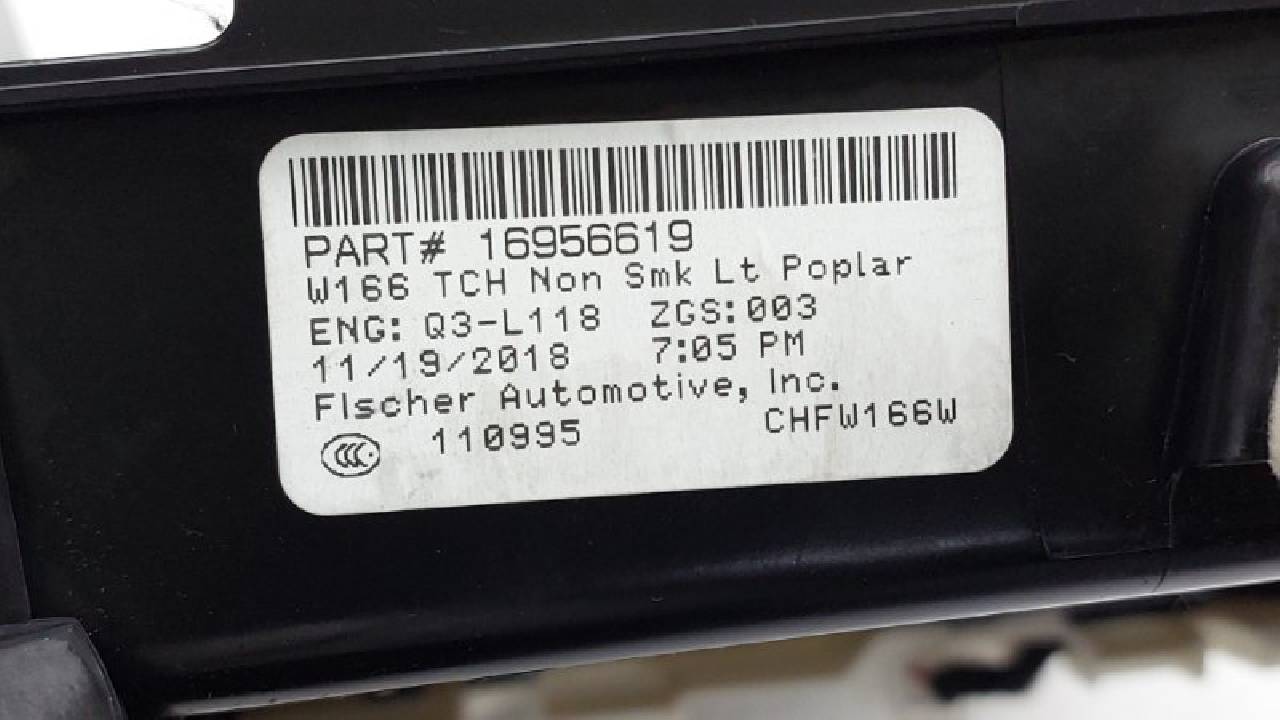 PART# 16956619
W166 TCH Non Smk Lt Poplar
ENG: Q3-L118 ZGS:003
11/19/2018 7:05 PM
FIscher Automotive, Inc.
CCC 110995 CHFW166W